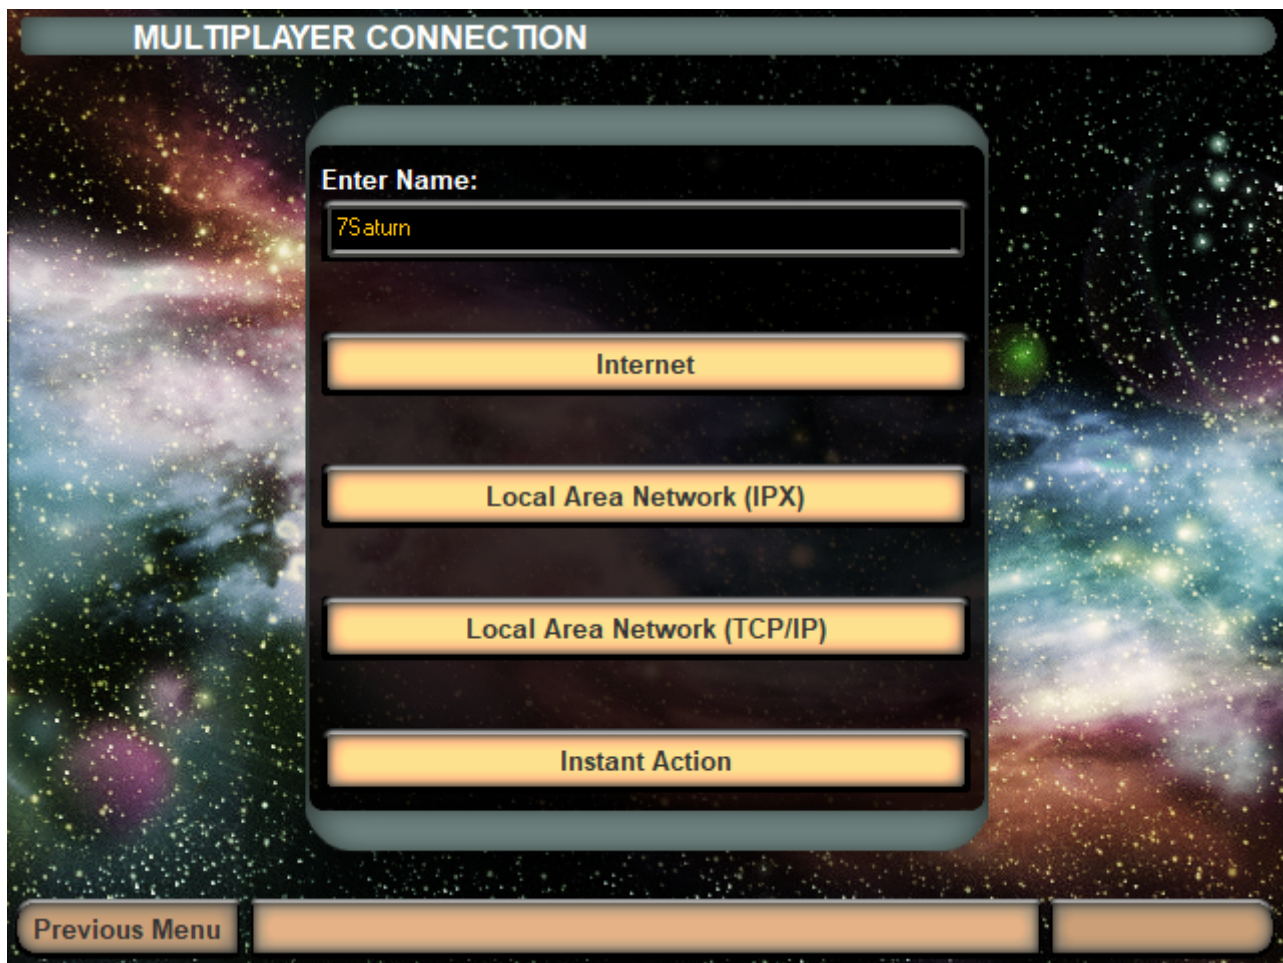 MULTIPLAYER CONNECTION
Enter Name:
7Saturn
Internet
Local Area Network (IPX)
Local Area Network (TCP/IP)
Instant Action
Previous Menu